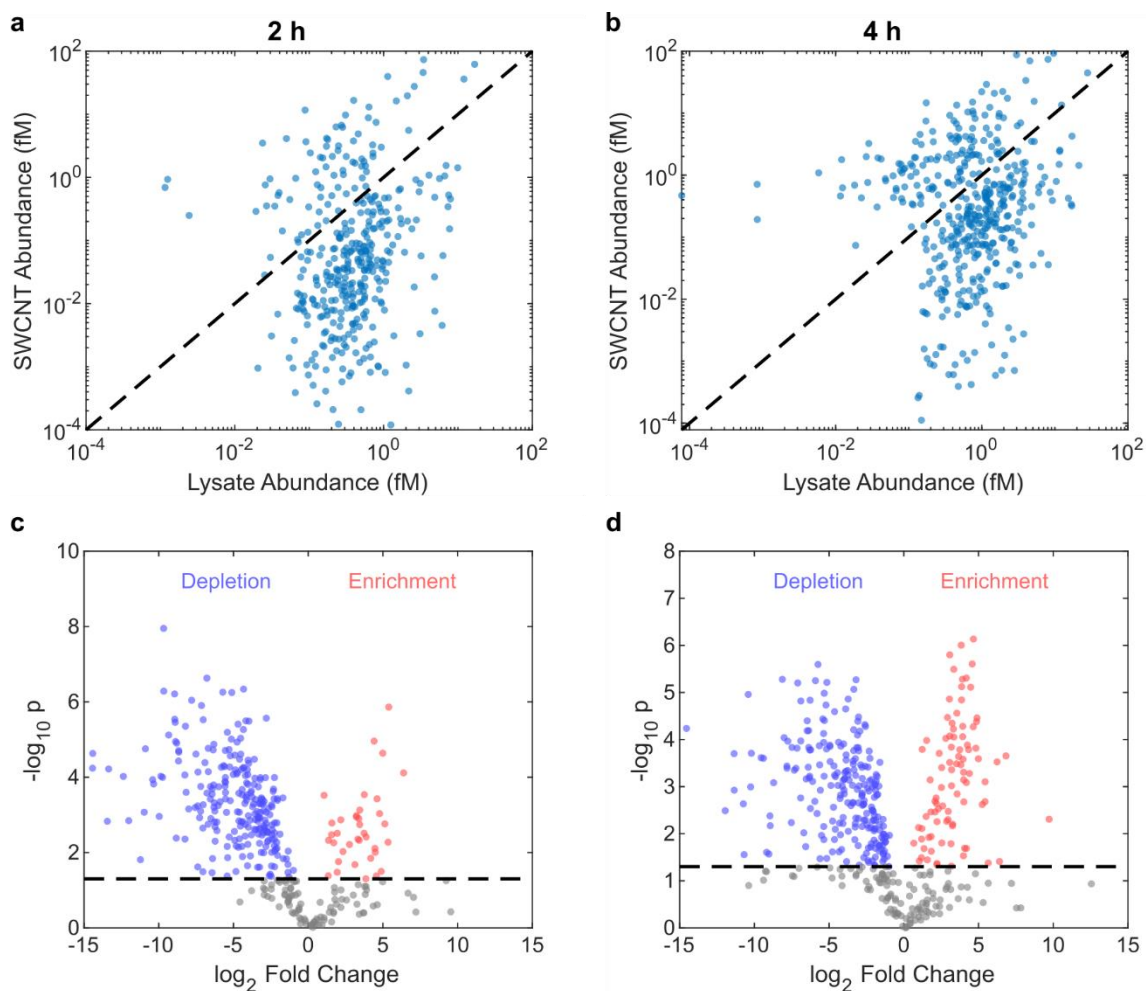 a
2 h
b
4 h
10^2
10^0
10^-2
10^-4
SWCNT Abundance (fM)
10^-4
10^-2
10^0
10^2
Lysate Abundance (fM)
10^2
10^0
10^-2
10^-4
SWCNT Abundance (fM)
10^-4
10^-2
10^0
10^2
Lysate Abundance (fM)
c
10
8
6
4
2
0
-log10 p
Depletion
Enrichment
-15
-10
-5
0
5
10
15
log2 Fold Change
d
8
7
6
5
4
3
2
1
0
-log10 p
Depletion
Enrichment
-15
-10
-5
0
5
10
15
log2 Fold Change